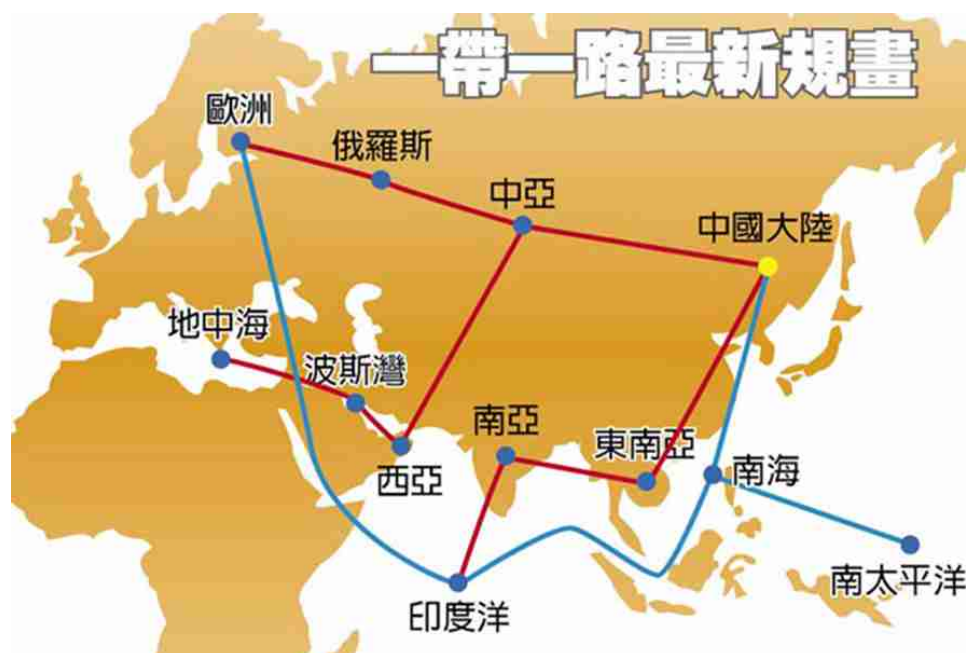 一帶一路最新規畫
歐洲
俄羅斯
中亞
中國大陸
地中海
波斯灣
西亞
南亞
東南亞
南海
南太平洋
印度洋